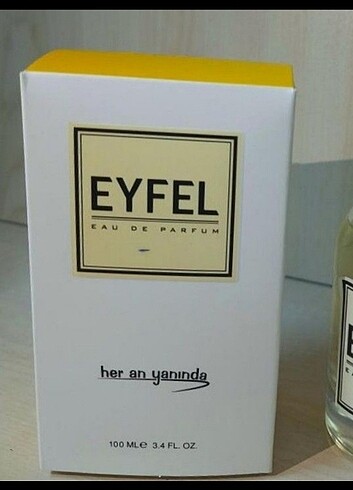 EYFEL
EAU DE PARFUM
her an yanında
100 ML℮ 3.4 FL. OZ.